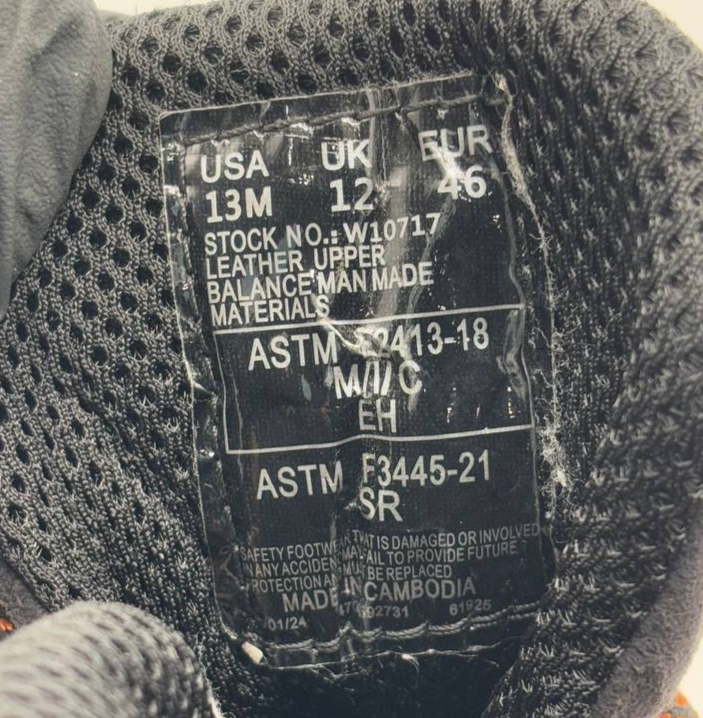 USA UK EUR
13M 12 46
STOCK NO.: W10717
LEATHER UPPER
BALANCE MAN MADE
MATERIALS
ASTM F2413-18
M/I/C
EH
ASTM F3445-21
SR
SAFETY FOOTWEAR THAT IS DAMAGED OR INVOLVED
IN ANY ACCIDENT MAY FAIL TO PROVIDE FUTURE
PROTECTION AND MUST BE REPLACED
MADE IN CAMBODIA
01/24 61925